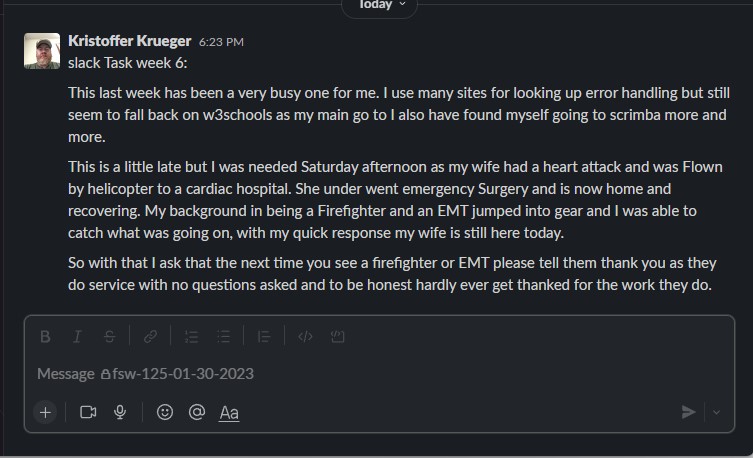 Today
Kristoffer Krueger 6:23 PM
slack Task week 6:
This last week has been a very busy one for me. I use many sites for looking up error handling but still
seem to fall back on w3schools as my main go to I also have found myself going to scrimba more and
more.
This is a little late but I was needed Saturday afternoon as my wife had a heart attack and was Flown
by helicopter to a cardiac hospital. She under went emergency Surgery and is now home and
recovering. My background in being a Firefighter and an EMT jumped into gear and I was able to
catch what was going on, with my quick response my wife is still here today.
So with that I ask that the next time you see a firefighter or EMT please tell them thank you as they
do service with no questions asked and to be honest hardly ever get thanked for the work they do.
B I S
Message fsw-125-01-30-2023
Aa